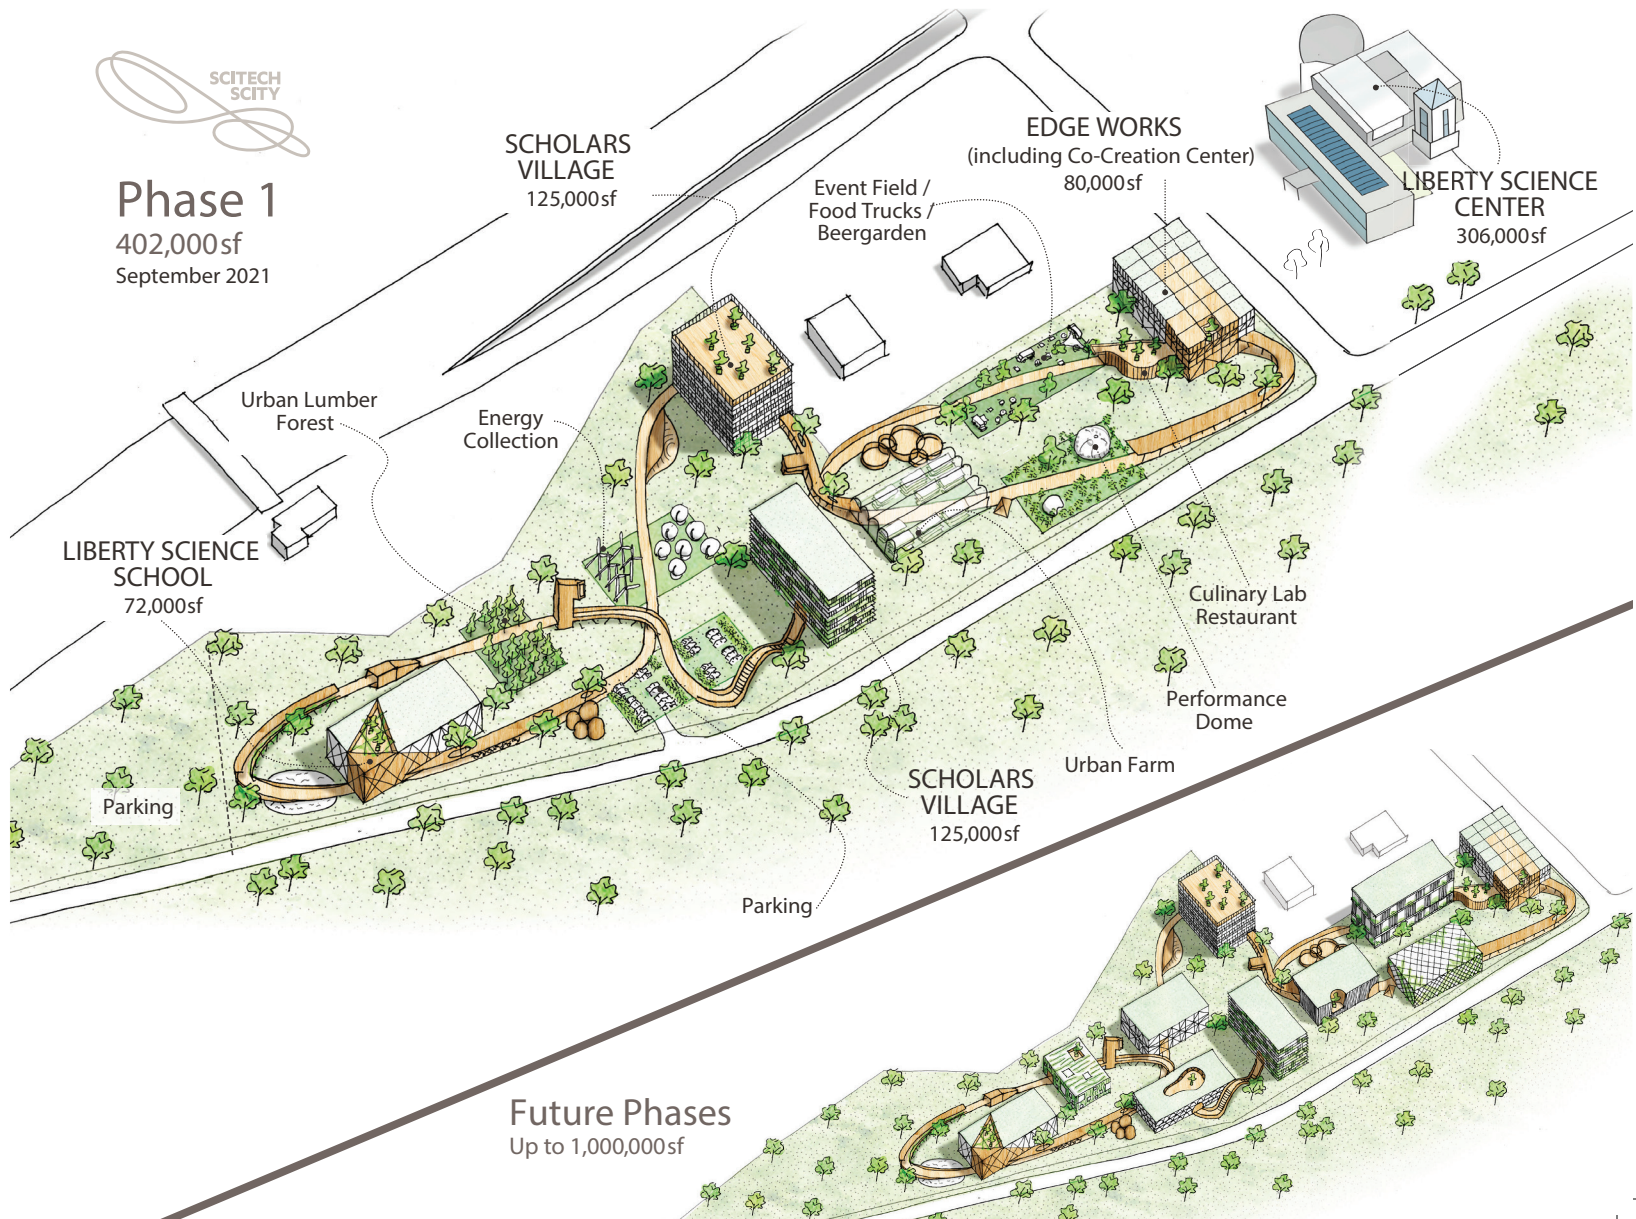 SCITECH
SCITY
Phase 1
402,000sf
September 2021
SCHOLARS
VILLAGE
125,000sf
EDGE WORKS
(including Co-Creation Center)
80,000sf
Event Field /
Food Trucks /
Beergarden
LIBERTY SCIENCE
CENTER
306,000sf
Urban Lumber
Forest
Energy
Collection
LIBERTY SCIENCE
SCHOOL
72,000sf
Culinary Lab
Restaurant
Performance
Dome
Urban Farm
SCHOLARS
VILLAGE
125,000sf
Parking
Parking
Future Phases
Up to 1,000,000sf